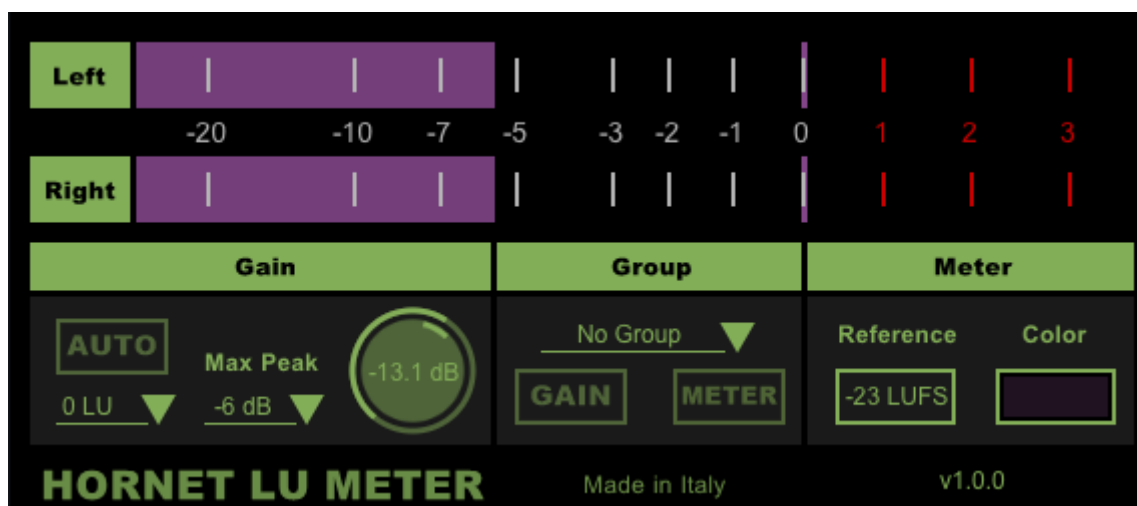 Left
-20 -10 -7 -5 -3 -2 -1 0 1 2 3
Right
Gain Group Meter
AUTO
Max Peak
0 LU
-6 dB
-13.1 dB
No Group
GAIN METER
Reference Color
-23 LUFS
HORNET LU METER Made in Italy v1.0.0